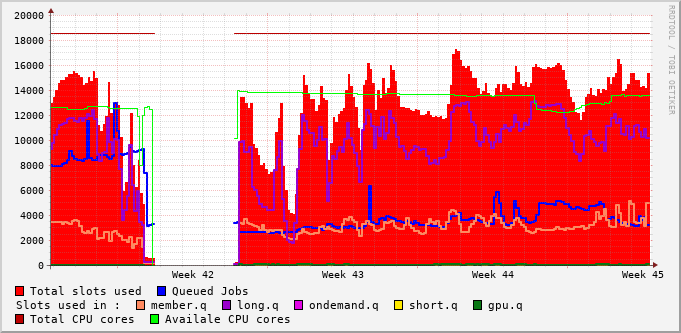 20000
18000
16000
14000
12000
10000
8000
6000
4000
2000
0
Week 42 Week 43 Week 44 Week 45
RRDTOOL / TOBI OETIKER
Total slots used Queued Jobs
Slots used in : member.q long.q ondemand.q short.q gpu.q
Total CPU cores Availale CPU cores